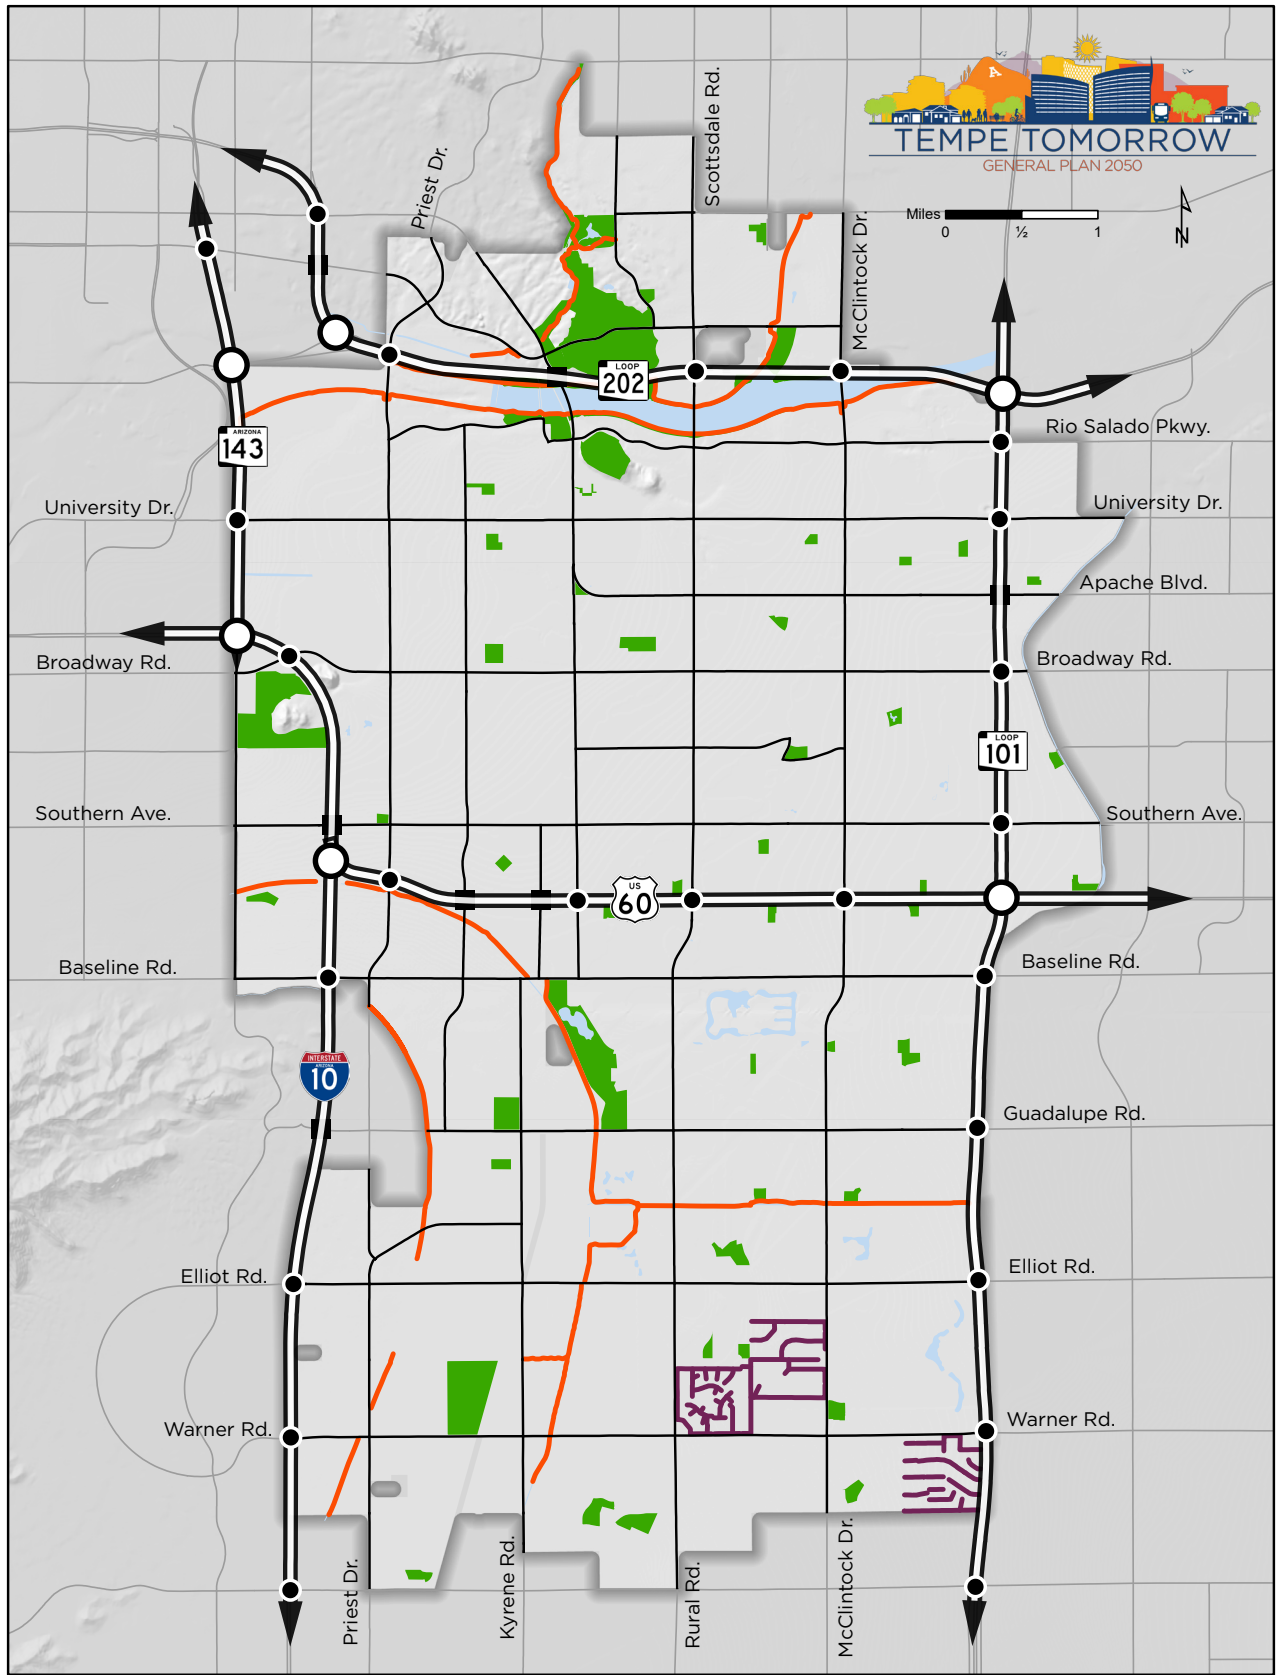 A
TEMPE TOMORROW
GENERAL PLAN 2050
Scottsdale Rd.
Priest Dr.
McClintock Dr.
Miles
0 ½ 1
N
LOOP
202
ARIZONA
143
Rio Salado Pkwy.
University Dr.
University Dr.
Apache Blvd.
Broadway Rd.
Broadway Rd.
LOOP
101
Southern Ave.
Southern Ave.
US
60
Baseline Rd.
Baseline Rd.
INTERSTATE
ARIZONA
10
Guadalupe Rd.
Elliot Rd.
Elliot Rd.
Warner Rd.
Warner Rd.
Priest Dr.
Kyrene Rd.
Rural Rd.
McClintock Dr.